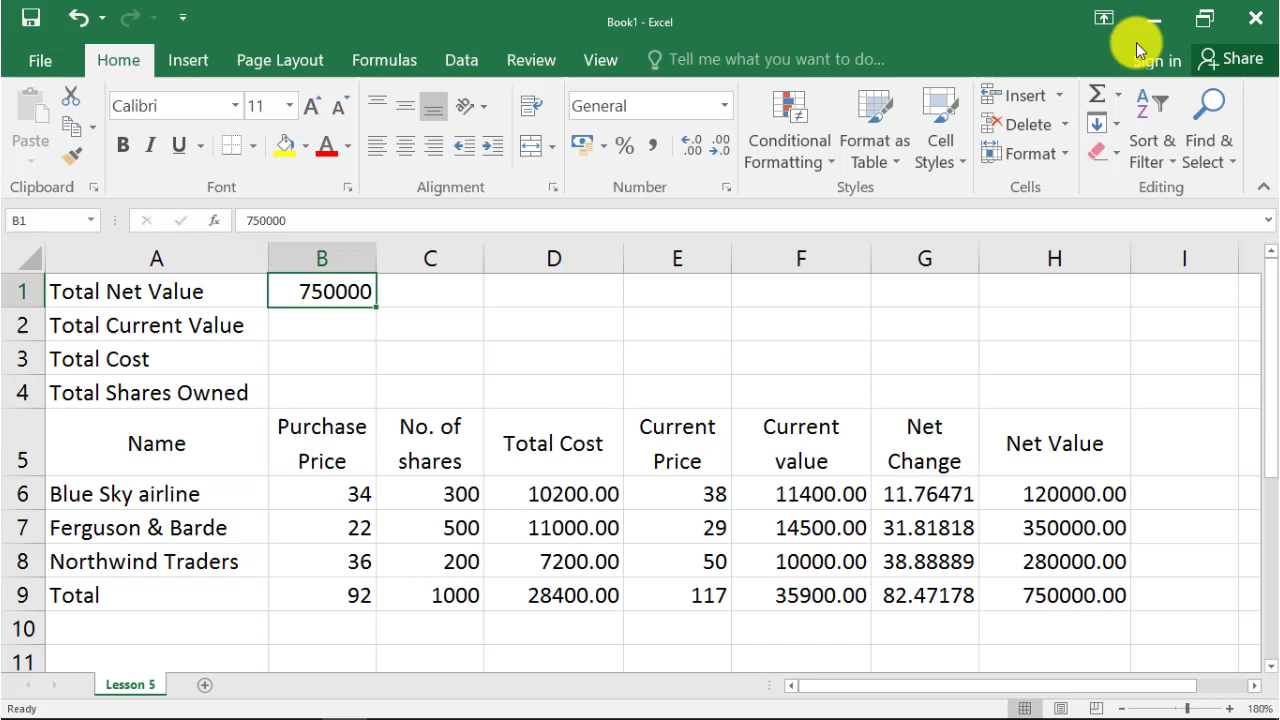 Book1 - Excel
File Home Insert Page Layout Formulas Data Review View Tell me what you want to do... Sign in Share
Paste
Clipboard
Calibri 11
B I U A
Font
Alignment
General
% , .0 .00 .00 .0
Number
Conditional Formatting
Format as Table
Cell Styles
Styles
Insert
Delete
Format
Cells
Σ
Sort & Filter
Find & Select
Editing
B1 fx 750000
A B C D E F G H I
1 Total Net Value 750000
2 Total Current Value
3 Total Cost
4 Total Shares Owned
5 Name Purchase Price No. of shares Total Cost Current Price Current value Net Change Net Value
6 Blue Sky airline 34 300 10200.00 38 11400.00 11.76471 120000.00
7 Ferguson & Barde 22 500 11000.00 29 14500.00 31.81818 350000.00
8 Northwind Traders 36 200 7200.00 50 10000.00 38.88889 280000.00
9 Total 92 1000 28400.00 117 35900.00 82.47178 750000.00
10
11
Lesson 5
Ready 180%